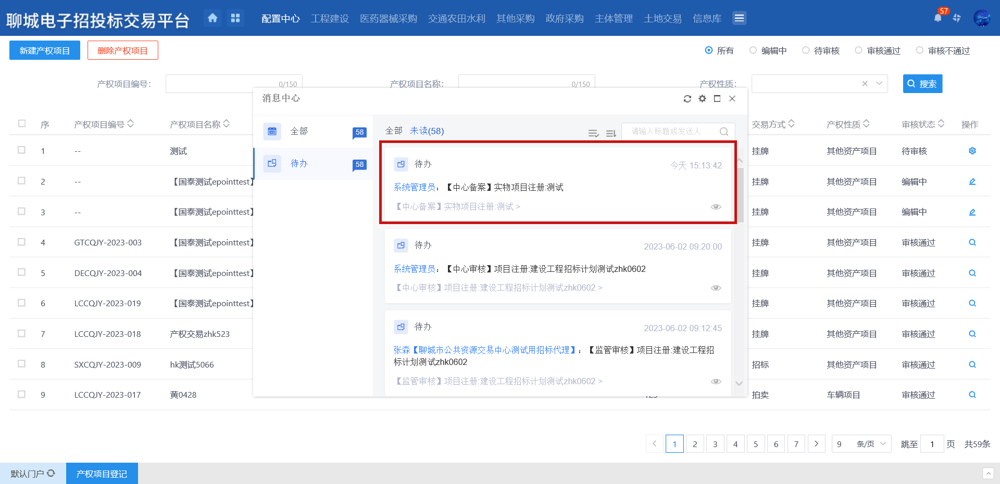 聊城电子招投标交易平台
配置中心 工程建设 医药器械采购 交通农田水利 其他采购 政府采购 主体管理 土地交易 信息库
57
新建产权项目 删除产权项目
所有 编辑中 待审核 审核通过 审核不通过
产权项目编号： 0/150 产权项目名称： 0/150 产权性质： 搜索
序 产权项目编号 产权项目名称 交易方式 产权性质 审核状态 操作
1 -- 测试 挂牌 其他资产项目 待审核
2 -- 【国泰测试epointtest】 挂牌 其他资产项目 编辑中
3 -- 【国泰测试epointtest】 挂牌 其他资产项目 编辑中
4 GTCQJY-2023-003 【国泰测试epointtest】 挂牌 其他资产项目 审核通过
5 DECQJY-2023-004 【国泰测试epointtest】 挂牌 其他资产项目 审核通过
6 LCCQJY-2023-019 【国泰测试epointtest】 挂牌 其他资产项目 审核通过
7 LCCQJY-2023-018 产权交易zhk523 挂牌 其他资产项目 审核通过
8 SXCQJY-2023-009 hk测试5066 招标 其他资产项目 审核通过
9 LCCQJY-2023-017 黄0428 拍卖 车辆项目 审核通过
消息中心
全部 58
待办 58
全部 未读(58) 请输入标题或发送人
待办 今天 15:13:42
系统管理员：【中心备案】实物项目注册:测试
【中心备案】实物项目注册:测试 >
待办 2023-06-02 09:20:00
系统管理员：【中心审核】项目注册:建设工程招标计划测试zhk0602
【中心审核】项目注册:建设工程招标计划测试zhk0602 >
待办 2023-06-02 09:12:45
张森【聊城市公共资源交易中心测试用招标代理】：【监管审核】项目注册:建设工程招
标计划测试zhk0602
【监管审核】项目注册:建设工程招标计划测试zhk0602 >
1 2 3 4 5 6 7 9 条/页 跳至 1 页 共59条
默认门户 产权项目登记